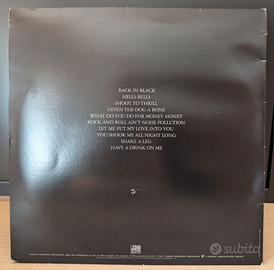 BACK IN BLACK
HELLS BELLS
SHOOT TO THRILL
GIVEN THE DOG A BONE
WHAT DO YOU DO FOR MONEY HONEY
ROCK AND ROLL AIN'T NOISE POLLUTION
LET ME PUT MY LOVE INTO YOU
YOU SHOOK ME ALL NIGHT LONG
SHAKE A LEG
HAVE A DRINK ON ME
subito